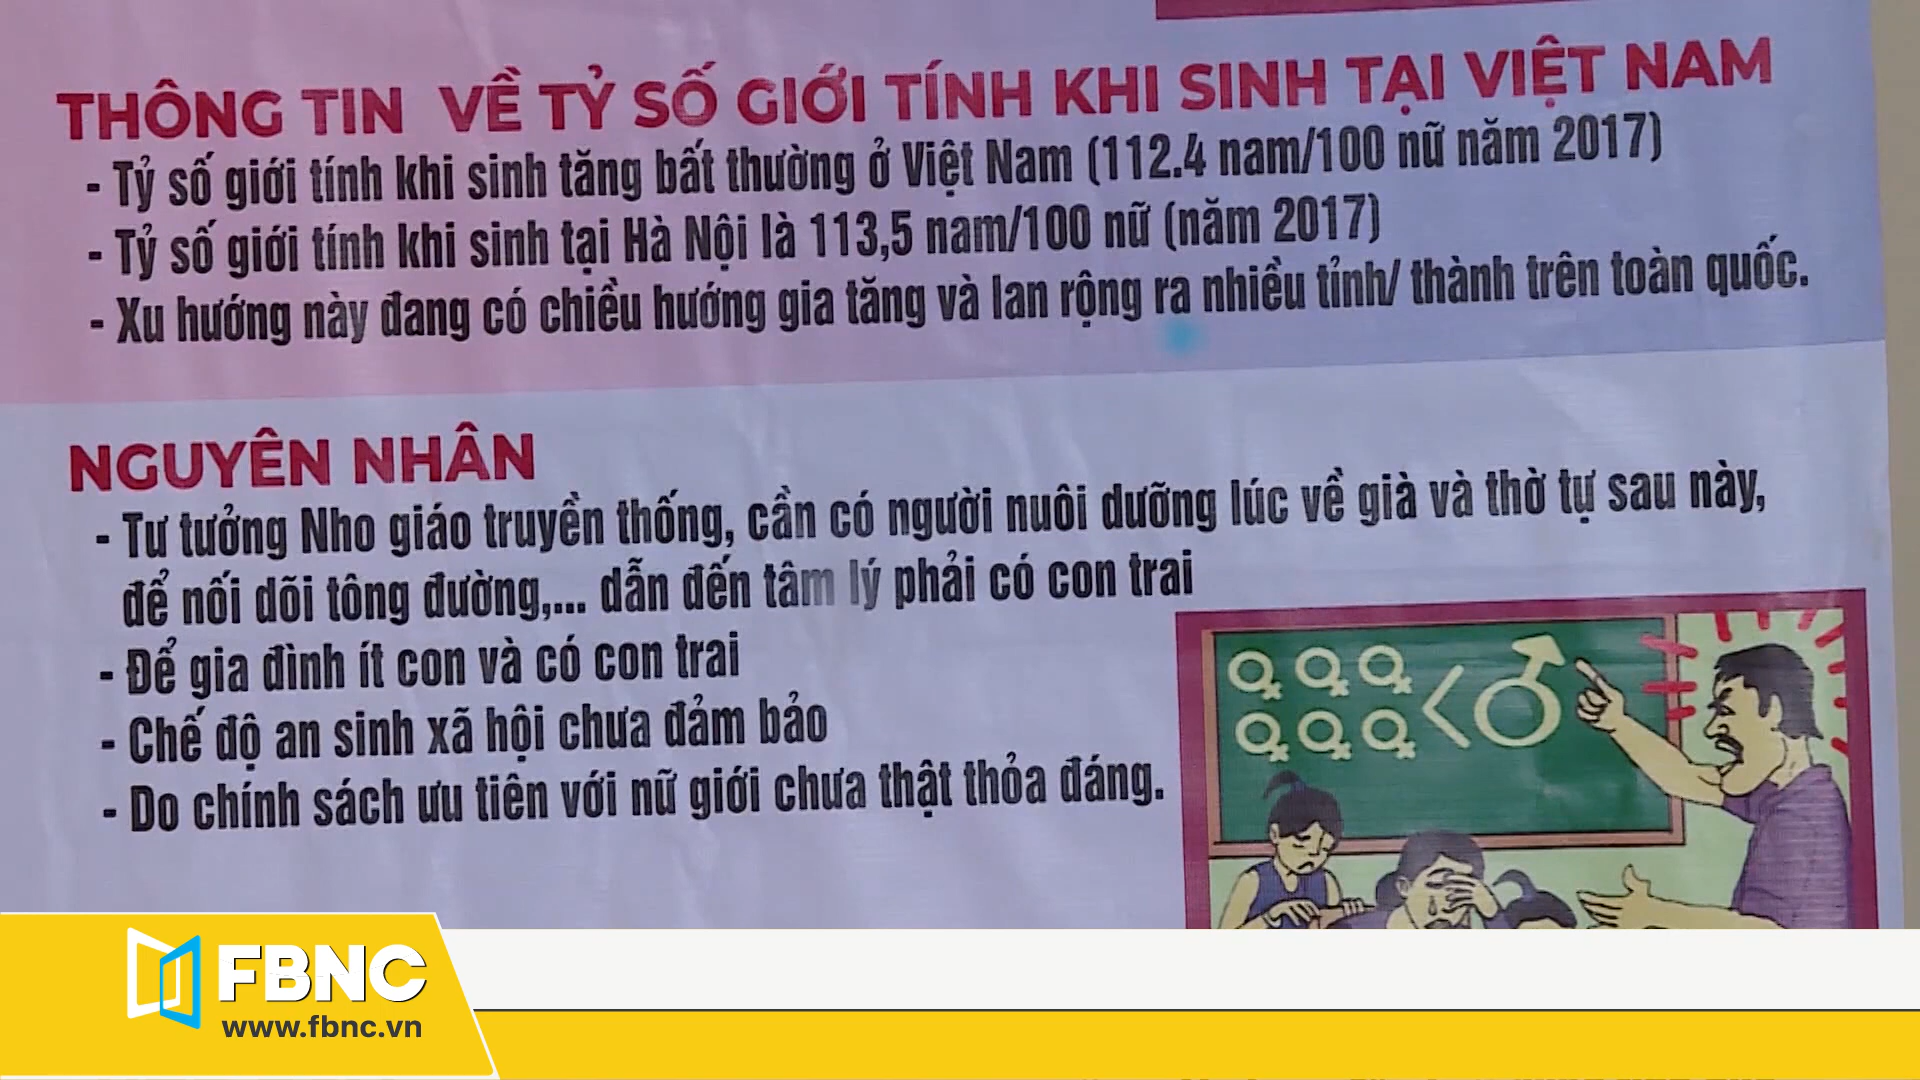 THÔNG TIN VỀ TỶ SỐ GIỚI TÍNH KHI SINH TẠI VIỆT NAM
- Tỷ số giới tính khi sinh tăng bất thường ở Việt Nam (112.4 nam/100 nữ năm 2017)
- Tỷ số giới tính khi sinh tại Hà Nội là 113,5 nam/100 nữ (năm 2017)
- Xu hướng này đang có chiều hướng gia tăng và lan rộng ra nhiều tỉnh/ thành trên toàn quốc.
NGUYÊN NHÂN
- Tư tưởng Nho giáo truyền thống, cần có người nuôi dưỡng lúc về già và thờ tự sau này,
để nối dõi tông đường,... dẫn đến tâm lý phải có con trai
- Để gia đình ít con và có con trai
- Chế độ an sinh xã hội chưa đảm bảo
- Do chính sách ưu tiên với nữ giới chưa thật thỏa đáng.
FBNC
www.fbnc.vn